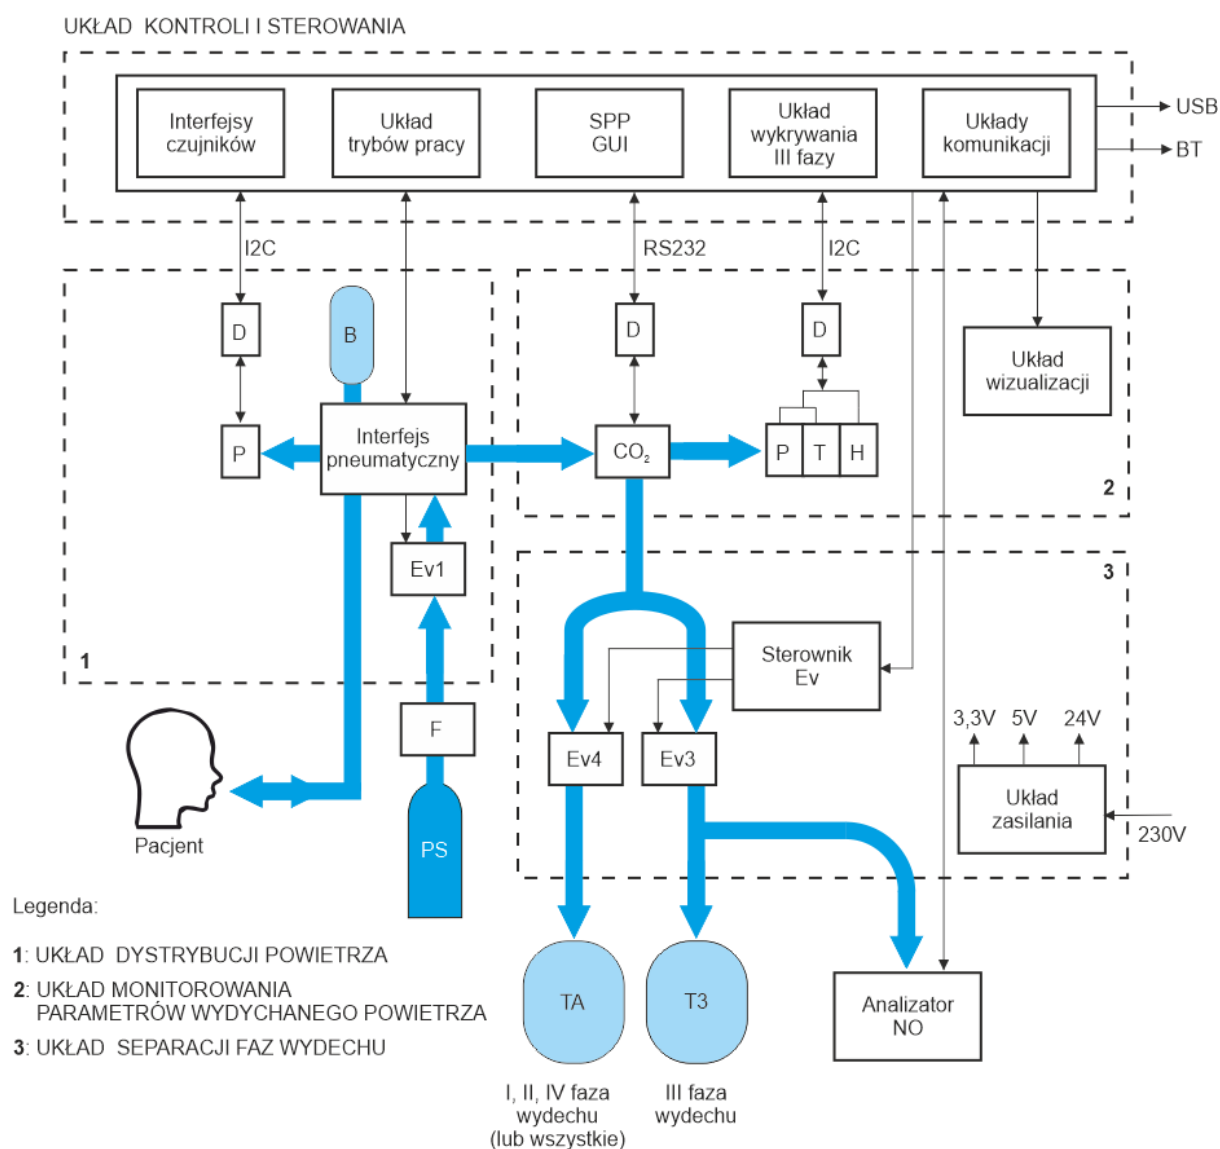 UKŁAD KONTROLI I STEROWANIA
Interfejsy
czujników
Układ
trybów pracy
SPP
GUI
Układ
wykrywania
III fazy
Układy
komunikacji
USB
BT
I2C
RS232
I2C
D
B
D
D
Układ
wizualizacji
P
Interfejs
pneumatyczny
CO₂
P
T
H
2
Ev1
3
1
Sterownik
Ev
F
Ev4
Ev3
3,3V
5V
24V
Układ
zasilania
230V
Pacjent
PS
Legenda:
1: UKŁAD DYSTRYBUCJI POWIETRZA
2: UKŁAD MONITOROWANIA
PARAMETRÓW WYDYCHANEGO POWIETRZA
3: UKŁAD SEPARACJI FAZ WYDECHU
TA
T3
Analizator
NO
I, II, IV faza
wydechu
(lub wszystkie)
III faza
wydechu